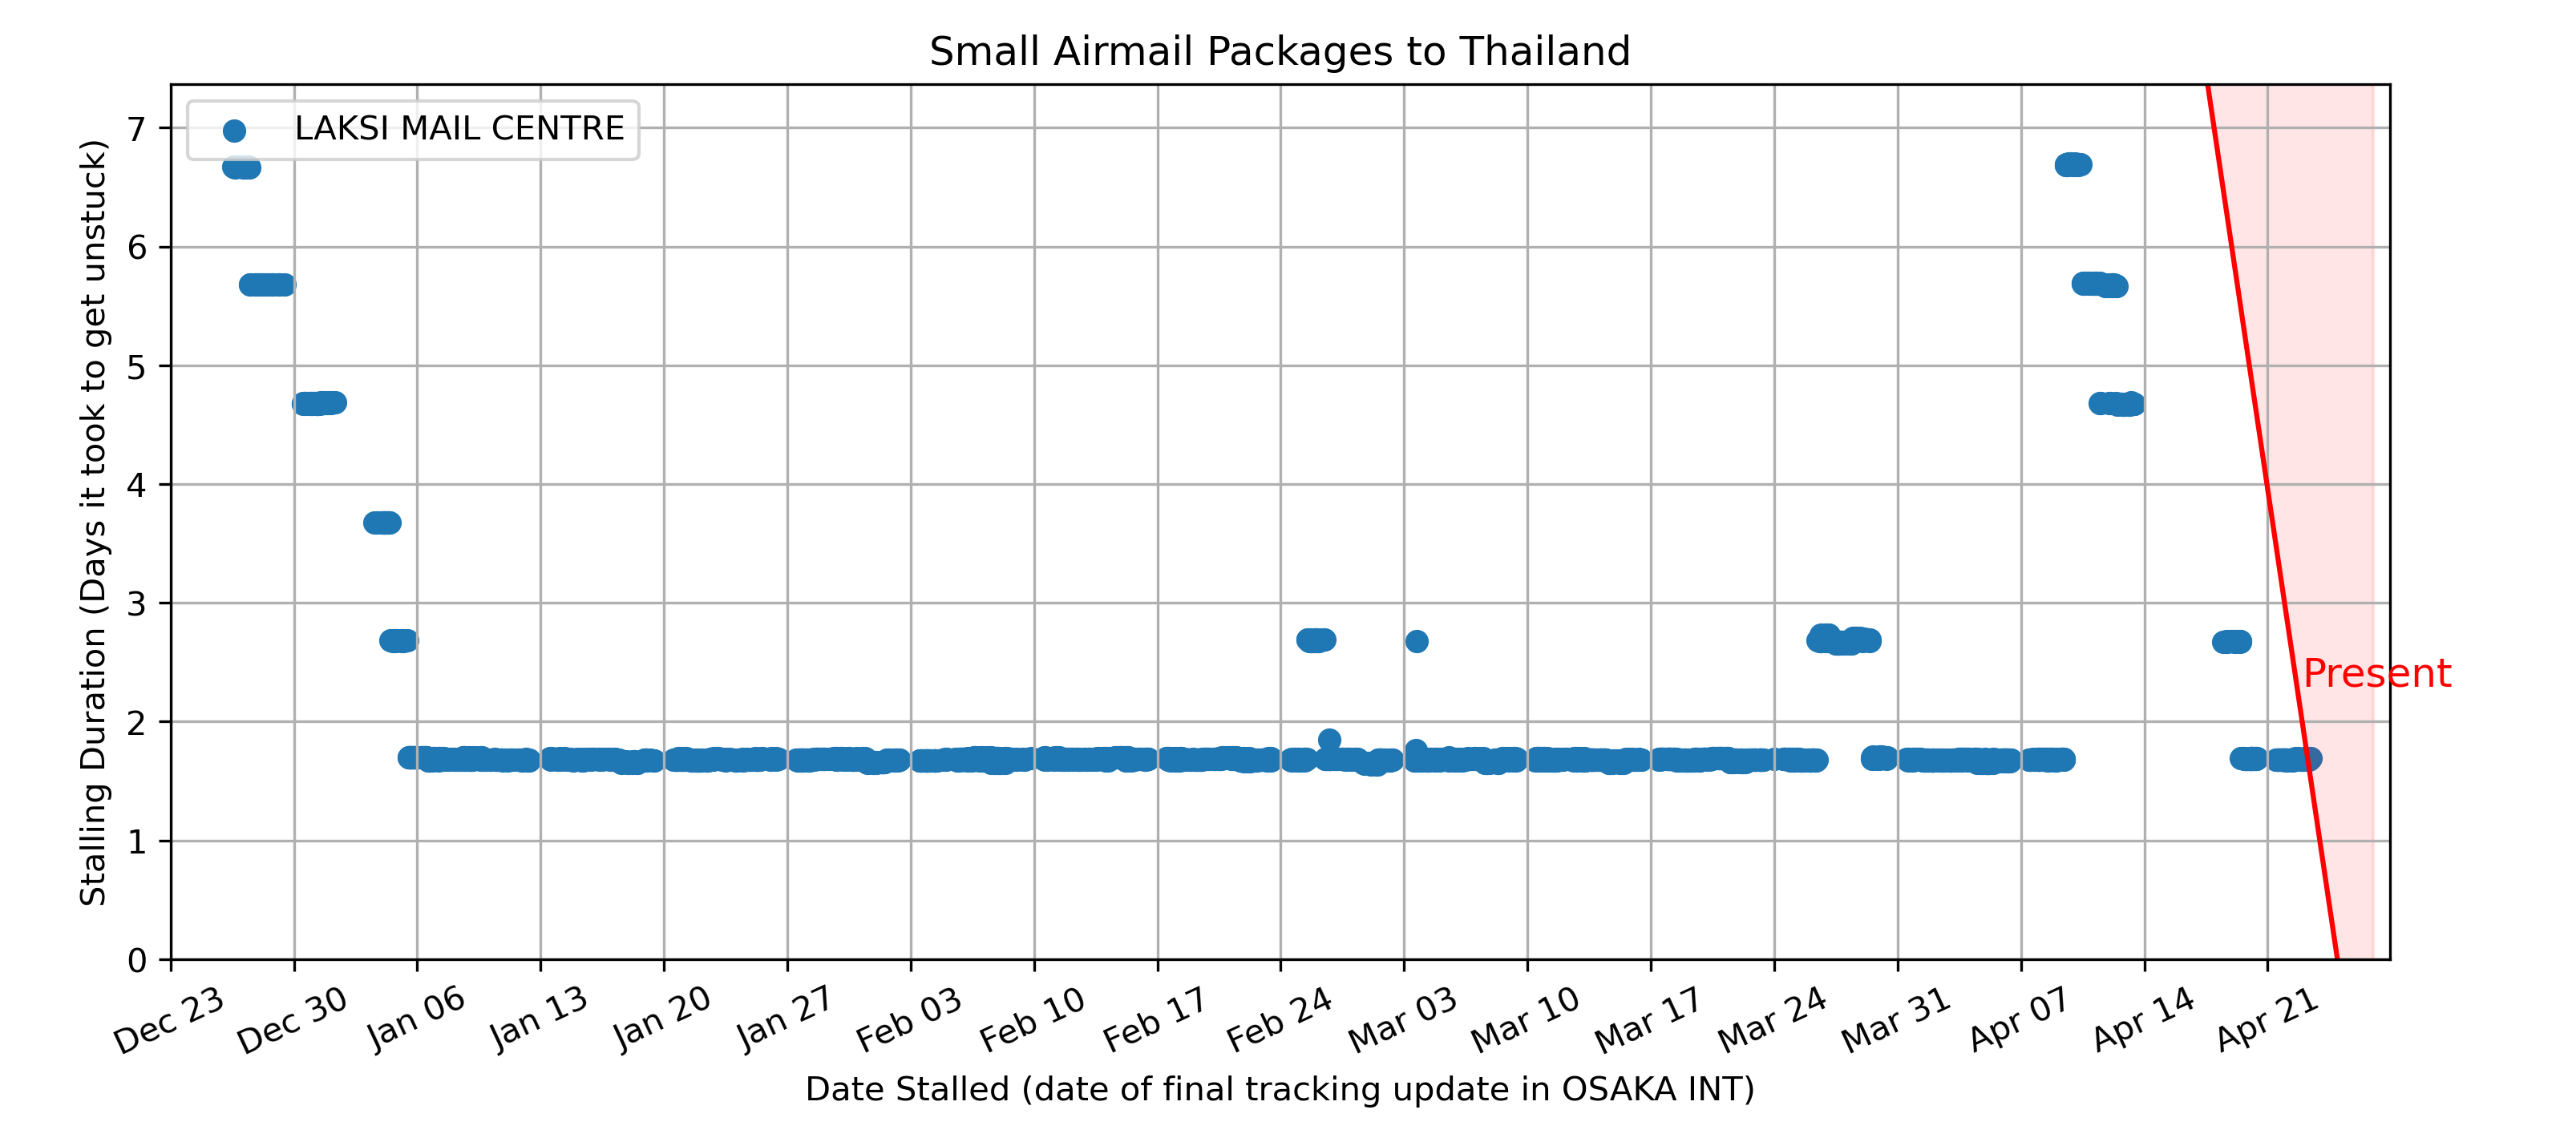 Small Airmail Packages to Thailand
LAKSI MAIL CENTRE
Stalling Duration (Days it took to get unstuck)
7
6
5
4
3
2
1
0
Present
Dec 23
Dec 30
Jan 06
Jan 13
Jan 20
Jan 27
Feb 03
Feb 10
Feb 17
Feb 24
Mar 03
Mar 10
Mar 17
Mar 24
Mar 31
Apr 07
Apr 14
Apr 21
Date Stalled (date of final tracking update in OSAKA INT)